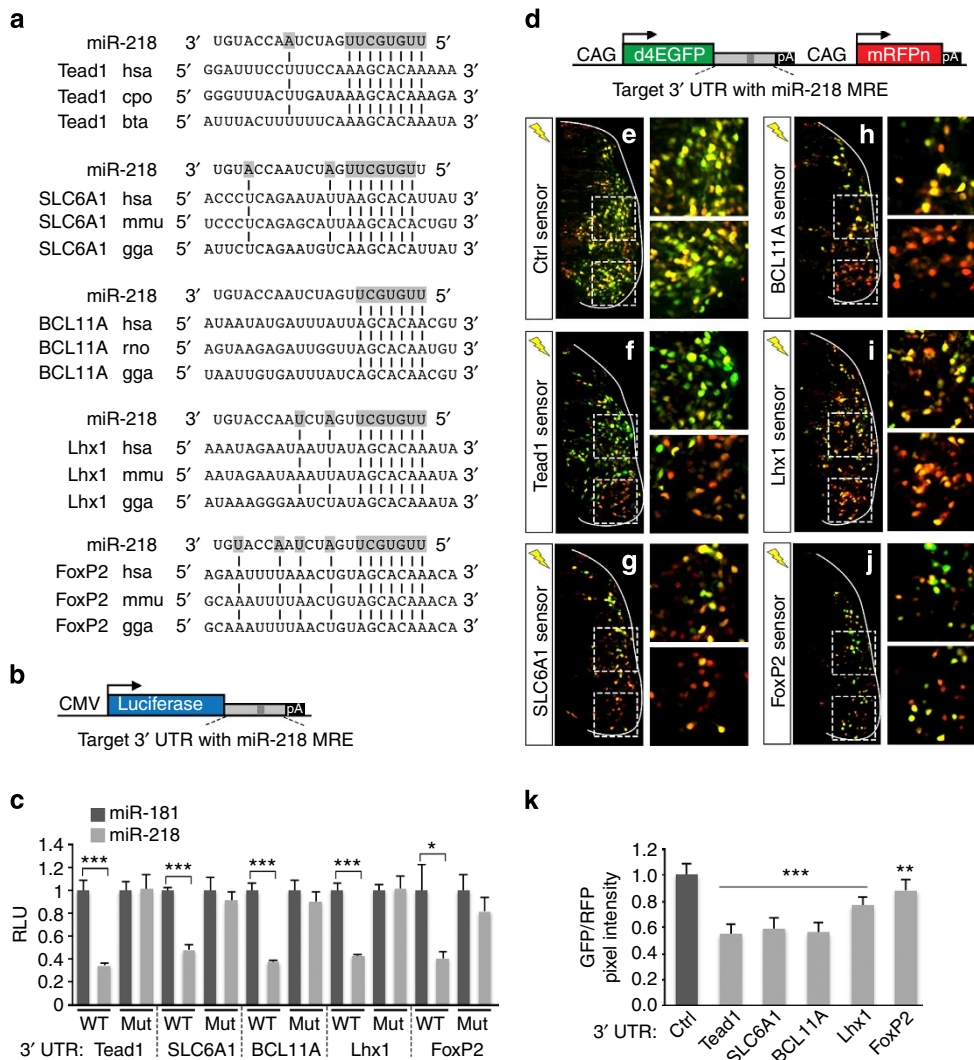 a
miR-218 3′ UGUACCAAUCUAGUUCGUGUU 5′
Tead1 hsa 5′ GGAUUUCCUUUCCAAAGCACAAAAA 3′
Tead1 cpo 5′ GGGUUUACUUGAUAAAGCACAAAGA 3′
Tead1 bta 5′ AUUUACUUUUUUCAAAGCACAAAUA 3′
miR-218 3′ UGUACCAAUCUAGUUCGUGUU 5′
SLC6A1 hsa 5′ ACCCUCAGAAUAUUAAGCACAUUAU 3′
SLC6A1 mmu 5′ UCCCUCAGAGCAUUAAGCACACUGU 3′
SLC6A1 gga 5′ AUUCUCAGAAUGUCAAGCACAUUAU 3′
miR-218 3′ UGUACCAAUCUAGUUCGUGUU 5′
BCL11A hsa 5′ AUAAUAUGAUUUAUUAGCACAACGU 3′
BCL11A rno 5′ AGUAAGAGAUUGGUUAGCACAAUGU 3′
BCL11A gga 5′ UAAUUGUGAUUUAUCAGCACAACGU 3′
miR-218 3′ UGUACCAAUCUAGUUCGUGUU 5′
Lhx1 hsa 5′ AAAUAGAAUAAUUAUAGCACAAAUA 3′
Lhx1 mmu 5′ AAUAGAAUAAAUUAUAGCACAAAUA 3′
Lhx1 gga 5′ AUAAAGGGAAUCUAUAGCACAAAUA 3′
miR-218 3′ UGUACCAAUCUAGUUCGUGUU 5′
FoxP2 hsa 5′ AGAAUUUUAAACUGUAGCACAAACA 3′
FoxP2 mmu 5′ GCAAAUUUUAACUGUAGCACAAACA 3′
FoxP2 gga 5′ GCAAAUUUUAACUGUAGCACAAACA 3′
b
CMV Luciferase pA
Target 3′ UTR with miR-218 MRE
c
miR-181
miR-218
RLU
1.4
1.2
1
0.8
0.6
0.4
0.2
0
*** *** *** *** *
WT Mut WT Mut WT Mut WT Mut WT Mut
3′ UTR: Tead1 SLC6A1 BCL11A Lhx1 FoxP2
d
CAG d4EGFP pA CAG mRFPn pA
Target 3′ UTR with miR-218 MRE
Ctrl sensor
e
Tead1 sensor
f
SLC6A1 sensor
g
BCL11A sensor
h
Lhx1 sensor
i
FoxP2 sensor
j
k
GFP/RFP
pixel intensity
1.2
1.0
0.8
0.6
0.4
0.2
0.0
*** **
3′ UTR: Ctrl Tead1 SLC6A1 BCL11A Lhx1 FoxP2